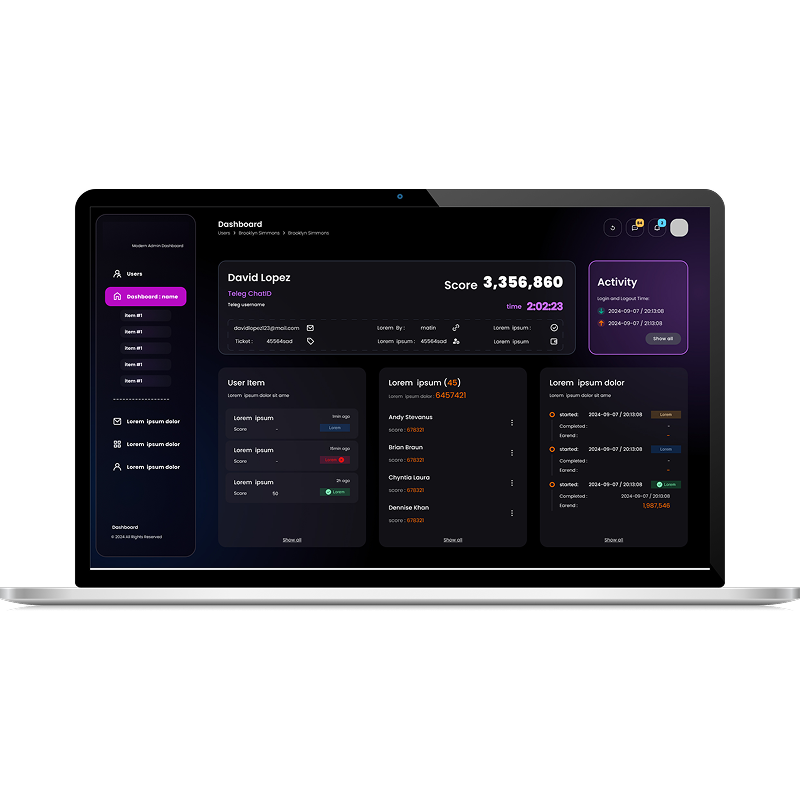 Modern Admin Dashboard
Users
Dashboard : name
item #1
item #1
item #1
item #1
item #1
Lorem ipsum dolor
Lorem ipsum dolor
Lorem ipsum dolor
Dashboard
© 2024 All Rights Reserved
Dashboard
Users > Brooklyn Simmons > Brooklyn Simmons
David Lopez
Teleg ChatID
Teleg username
Score 3,356,860
time 2:02:23
davidlopez123@mail.com Lorem By : matin Lorem ipsum :
Ticket : 45564sad Lorem ipsum : 45564sad Lorem ipsum
Activity
Login and Logout Time:
2024-09-07 / 20:13:08
2024-09-07 / 21:13:08
Show all
User Item
Lorem ipsum dolor sit ame
Lorem ipsum 1min ago
Score - Lorem
Lorem ipsum 15min ago
Score - Lorem
Lorem ipsum 2h ago
Score 50 Lorem
Show all
Lorem ipsum (45)
Lorem ipsum dolor : 6457421
Andy Stevanus
score : 678321
Brian Braun
score : 678321
Chyntia Laura
score : 678321
Dennise Khan
score : 678321
Show all
Lorem ipsum dolor
Lorem ipsum dolor sit ame
started: 2024-09-07 / 20:13:08 Lorem
Completed : -
Earend : -
started: 2024-09-07 / 20:13:08 Lorem
Completed : -
Earend : -
started: 2024-09-07 / 20:13:08 Lorem
Completed : 2024-09-07 / 20:13:08
Earend : 1,987,546
Show all